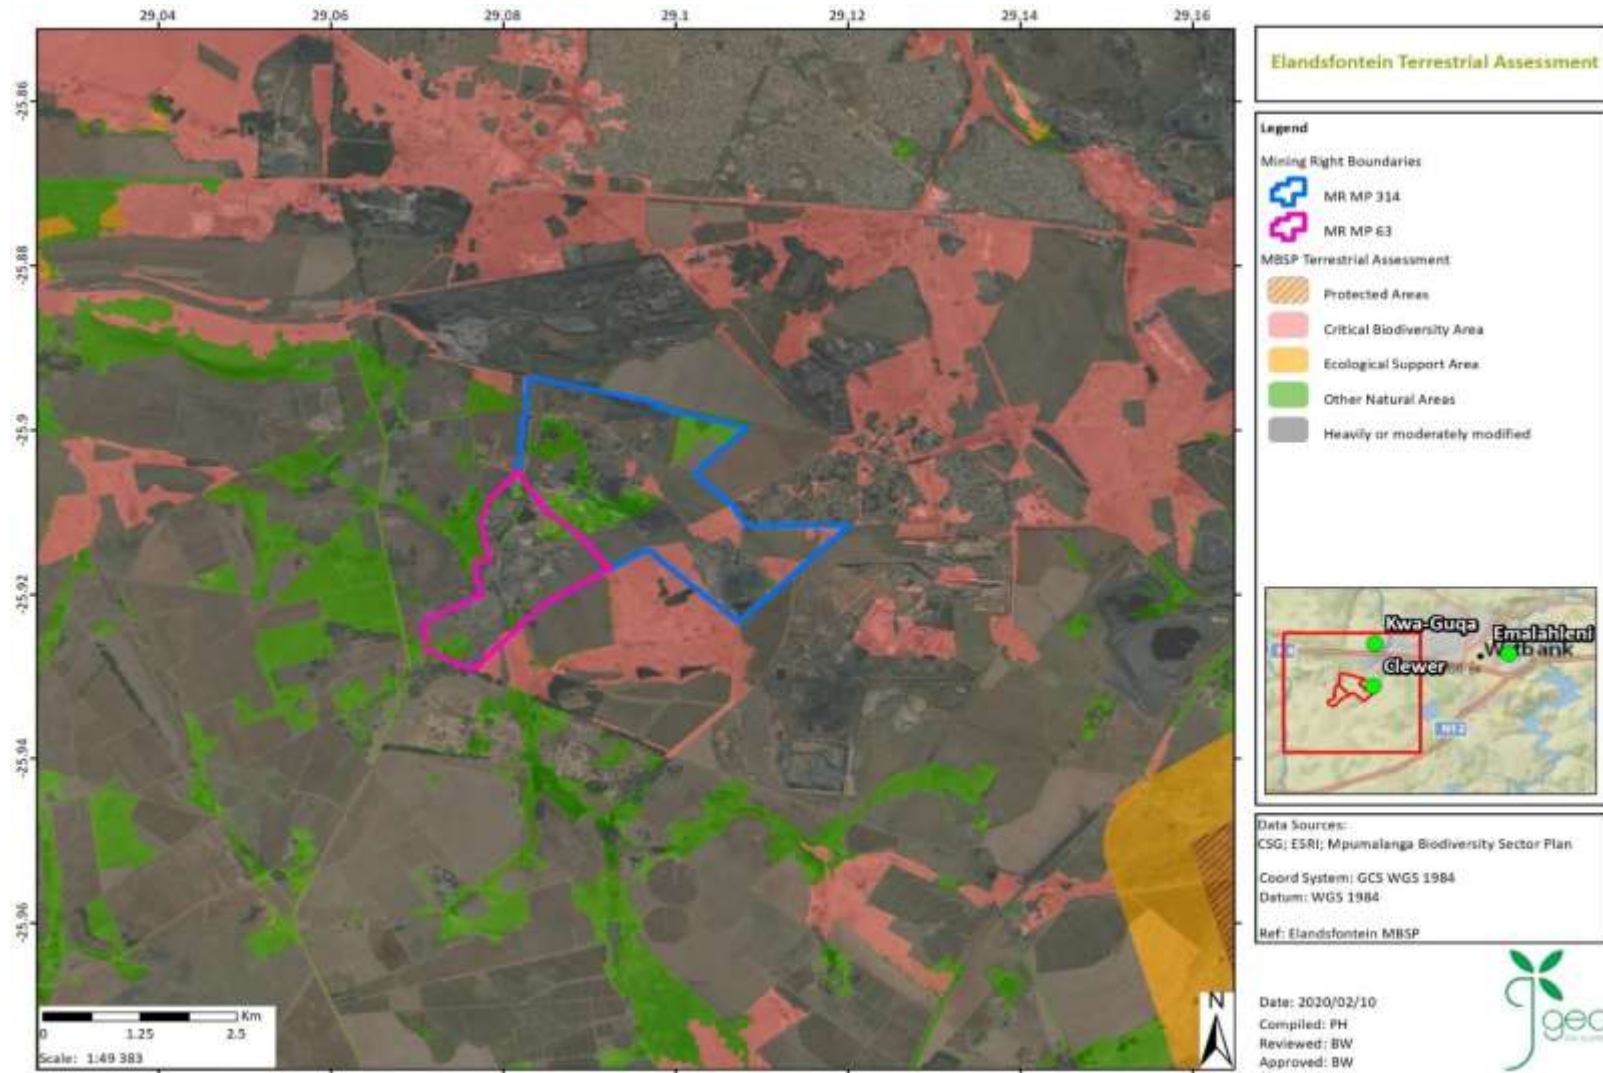 29.04 29.06 29.08 29.1 29.12 29.14 29.16
-25.86
-25.88
-25.9
-25.92
-25.94
-25.96
Km
0 1.25 2.5
Scale: 1:49 383
N
Elandsfontein Terrestrial Assessment
Legend
Mining Right Boundaries
MR MP 314
MR MP 63
MBSP Terrestrial Assessment
Protected Areas
Critical Biodiversity Area
Ecological Support Area
Other Natural Areas
Heavily or moderately modified
Kwa-Guqa
Emalahleni
Witbank
Clewer
N12
Data Sources:
CSG; ESRI; Mpumalanga Biodiversity Sector Plan
Coord System: GCS WGS 1984
Datum: WGS 1984
Ref: Elandsfontein MBSP
Date: 2020/02/10
Compiled: PH
Reviewed: BW
Approved: BW